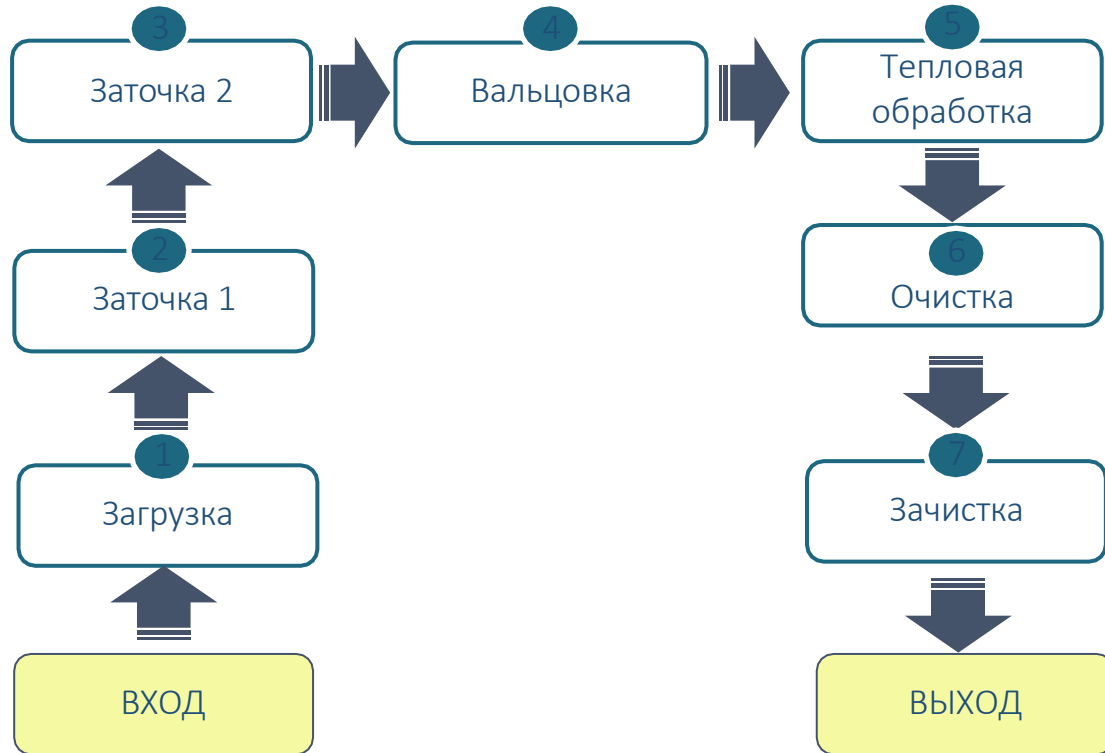 3
Заточка 2
4
Вальцовка
5
Тепловая
обработка
2
Заточка 1
6
Очистка
1
Загрузка
7
Зачистка
ВХОД
ВЫХОД